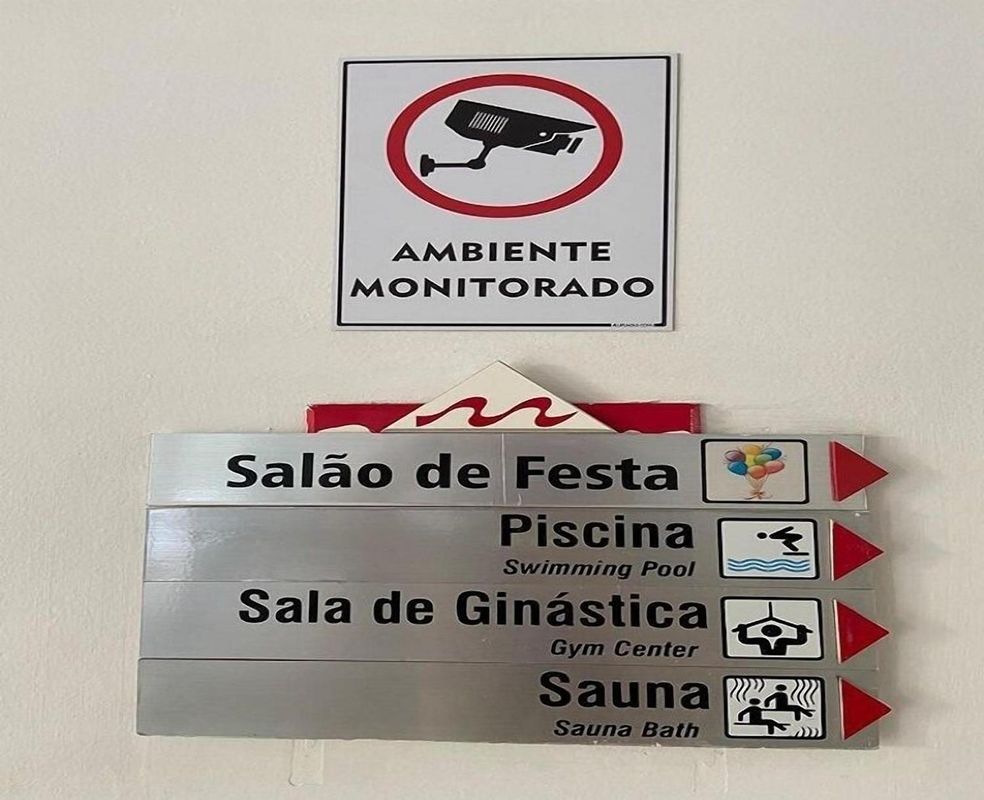 AMBIENTE
MONITORADO
Salão de Festa
Piscina
Swimming Pool
Sala de Ginástica
Gym Center
Sauna
Sauna Bath